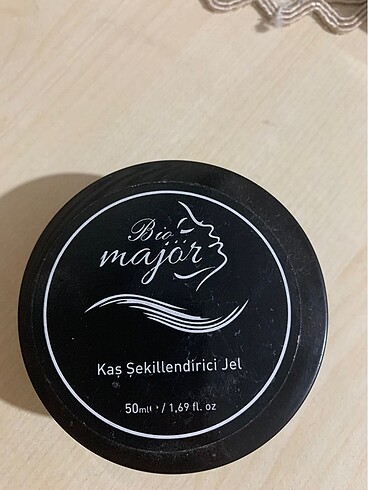 Bio
majör
Kaş Şekillendirici Jel
50ml℮ / 1,69 fl. oz